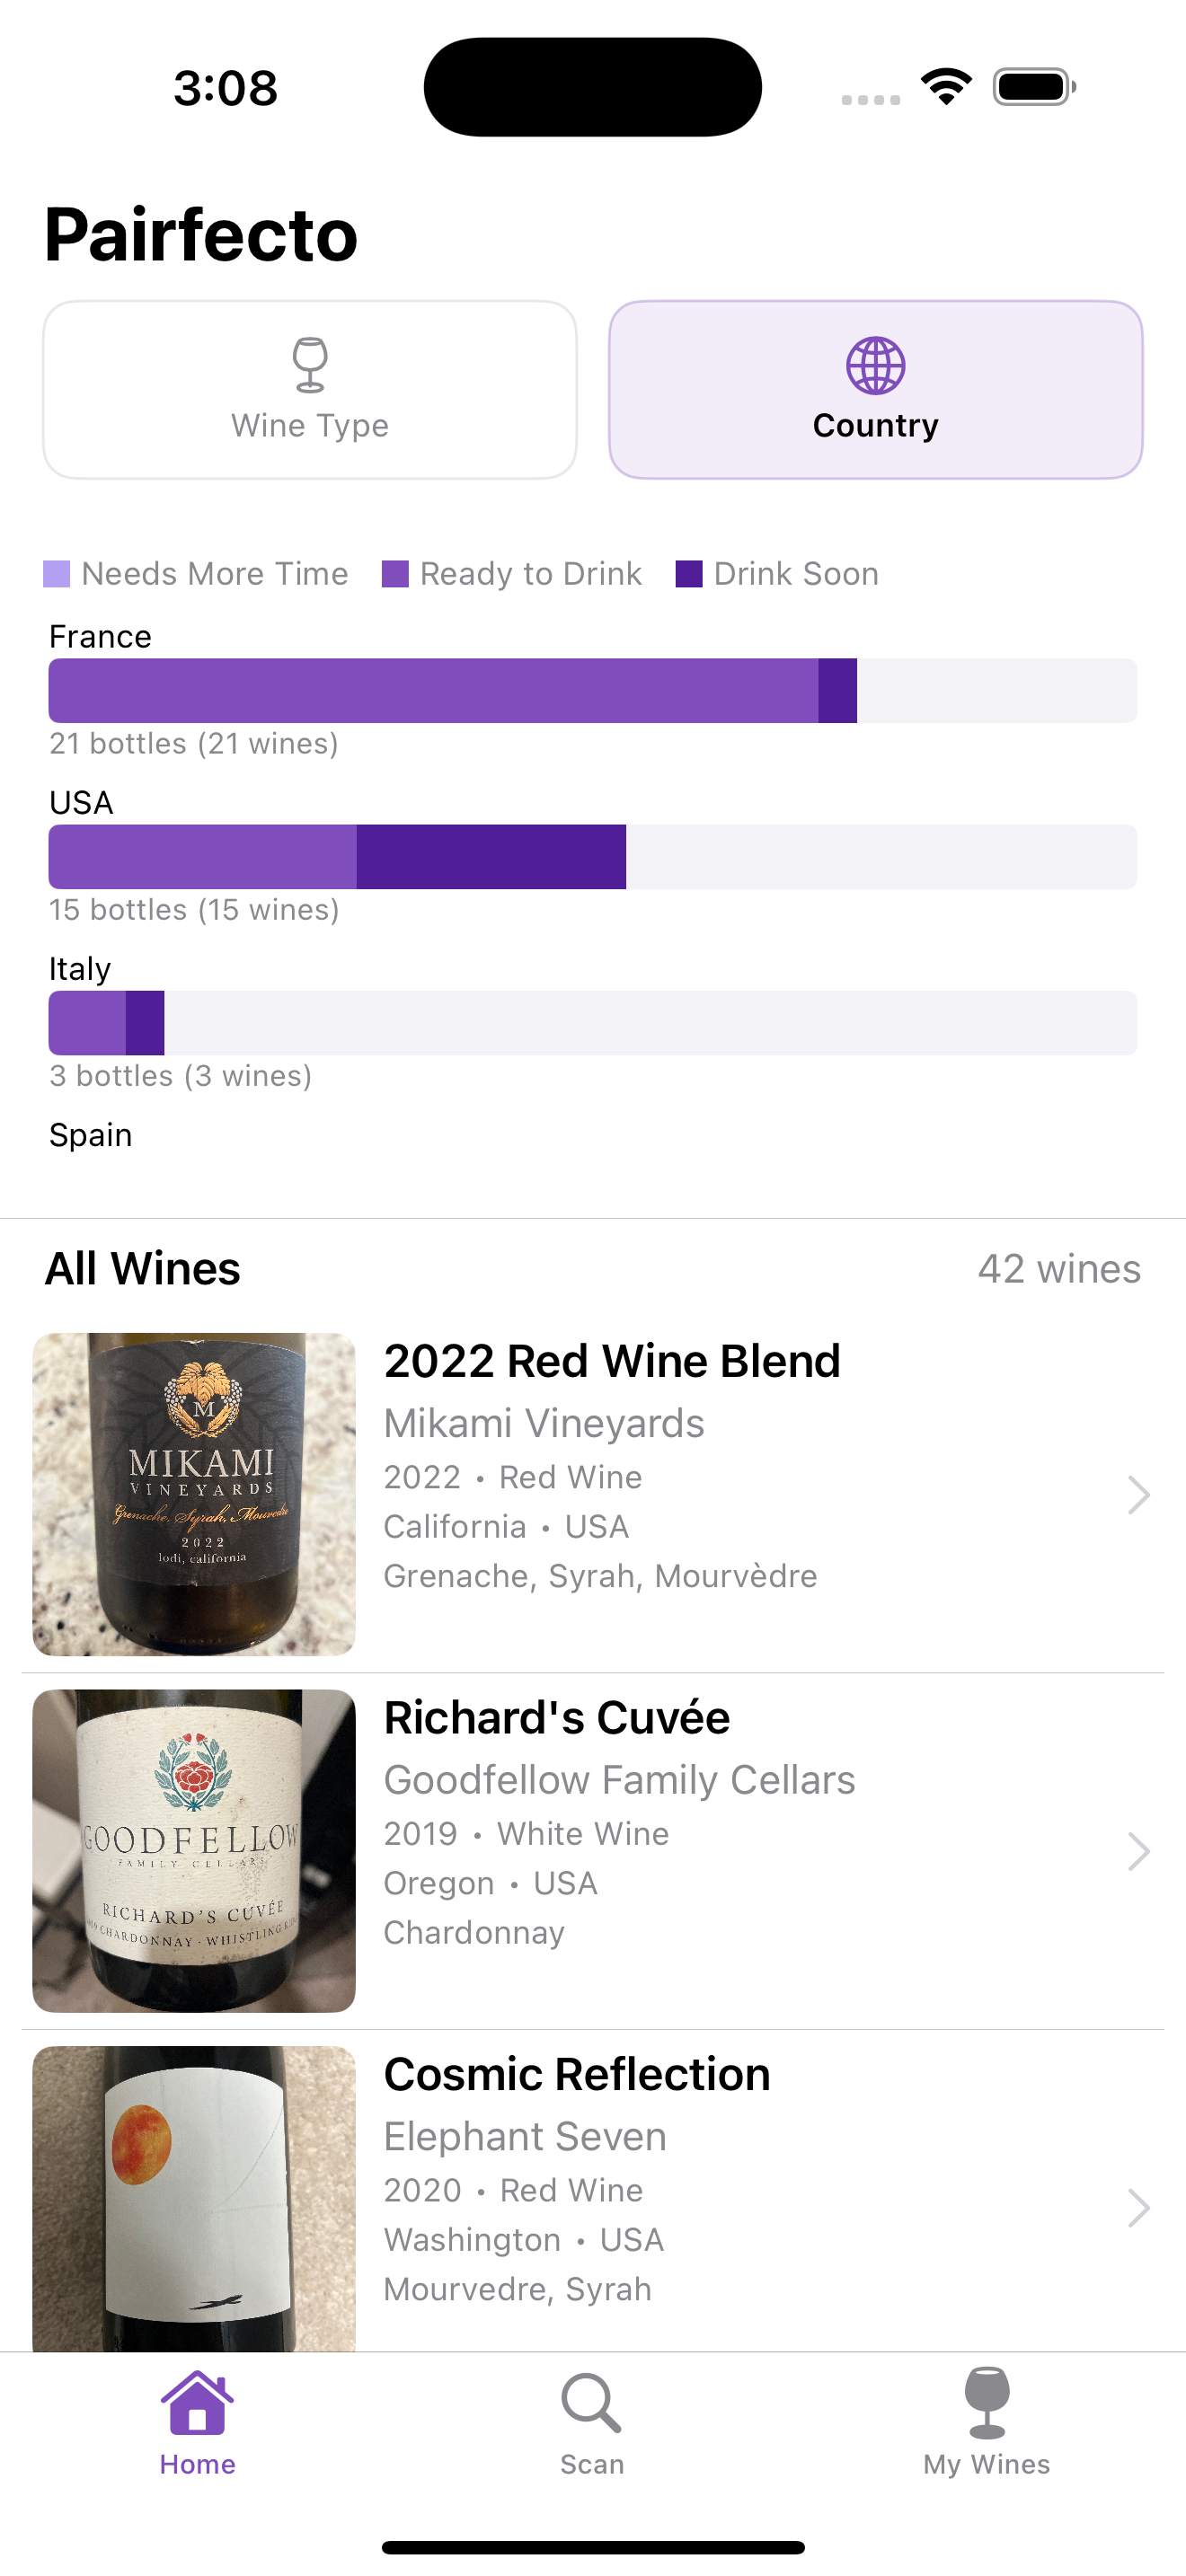 3:08
Pairfecto
Wine Type
Country
Needs More Time
Ready to Drink
Drink Soon
France
21 bottles (21 wines)
USA
15 bottles (15 wines)
Italy
3 bottles (3 wines)
Spain
All Wines
42 wines
M
MIKAMI
VINEYARDS
Grenache, Syrah, Mourvedre
2022
lodi, california
2022 Red Wine Blend
Mikami Vineyards
2022 • Red Wine
California • USA
Grenache, Syrah, Mourvèdre
GOODFELLOW
FAMILY CELLARS
RICHARD'S CUVÉE
CHARDONNAY · WHISTLING
Richard's Cuvée
Goodfellow Family Cellars
2019 • White Wine
Oregon • USA
Chardonnay
Cosmic Reflection
Elephant Seven
2020 • Red Wine
Washington • USA
Mourvedre, Syrah
Home
Scan
My Wines